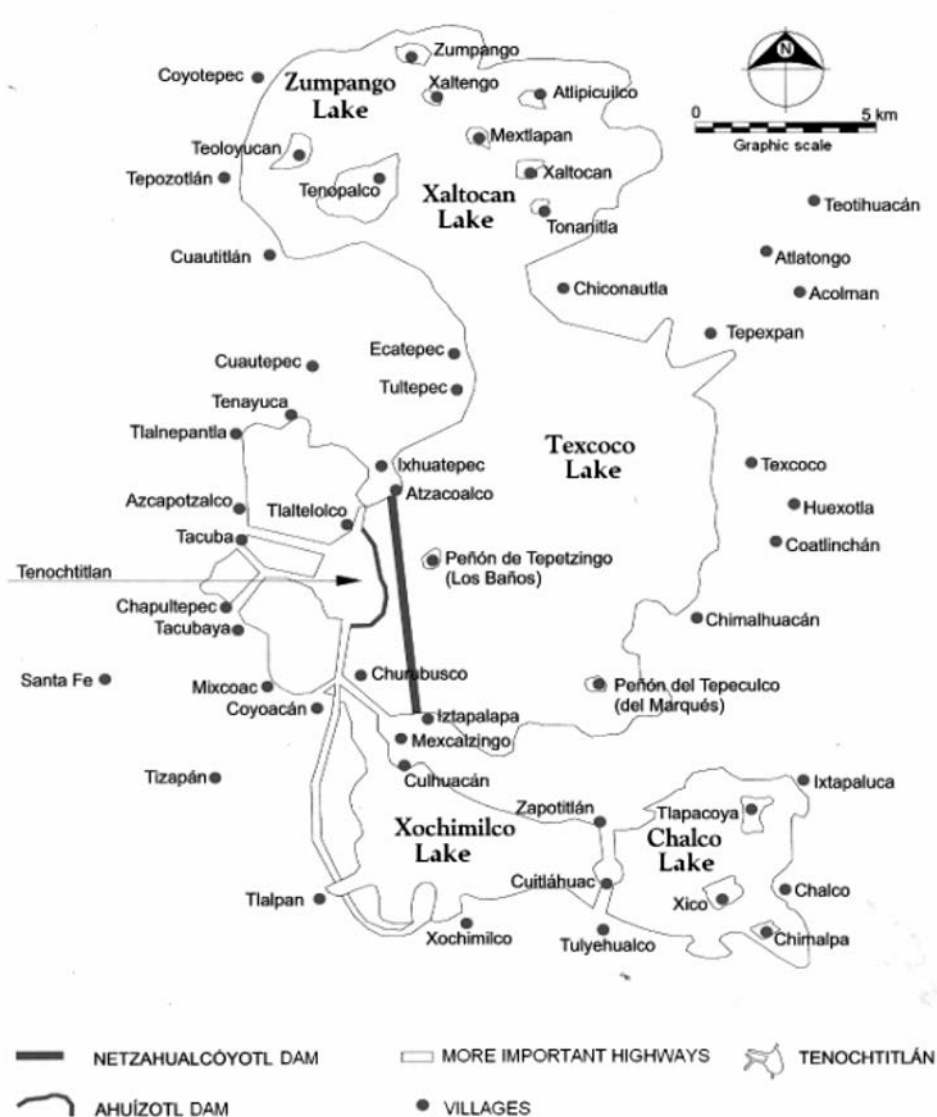 Zumpango
Coyotepec
Zumpango
Lake
Xaltengo
Atlipicuilco
N
0
5 km
Graphic scale
Mextlapan
Teoloyucan
Tepozotlán
Tenopalco
Xaltocan
Xaltocan
Lake
Teotihuacán
Tonanitla
Cuautitlán
Atlatongo
Chiconautla
Acolman
Tepexpan
Ecatepec
Cuautepec
Tultepec
Tenayuca
Tlalnepantla
Texcoco
Lake
Ixhuatepec
Texcoco
Atzacoalco
Azcapotzalco
Huexotla
Tlaltelolco
Tacuba
Coatlinchán
Peñón de Tepetzingo
(Los Baños)
Tenochtitlan
Chapultepec
Chimalhuacán
Tacubaya
Santa Fe
Mixcoac
Churubusco
Peñón del Tepeculco
(del Marqués)
Coyoacán
Iztapalapa
Mexcalzingo
Culhuacán
Tizapán
Ixtapaluca
Zapotitlán
Tlapacoya
Xochimilco
Lake
Chalco
Lake
Cuitláhuac
Tlalpan
Xico
Chalco
Xochimilco
Tulyehualco
Chimalpa
NETZAHUALCÓYOTL DAM
MORE IMPORTANT HIGHWAYS
TENOCHTITLÁN
AHUÍZOTL DAM
VILLAGES